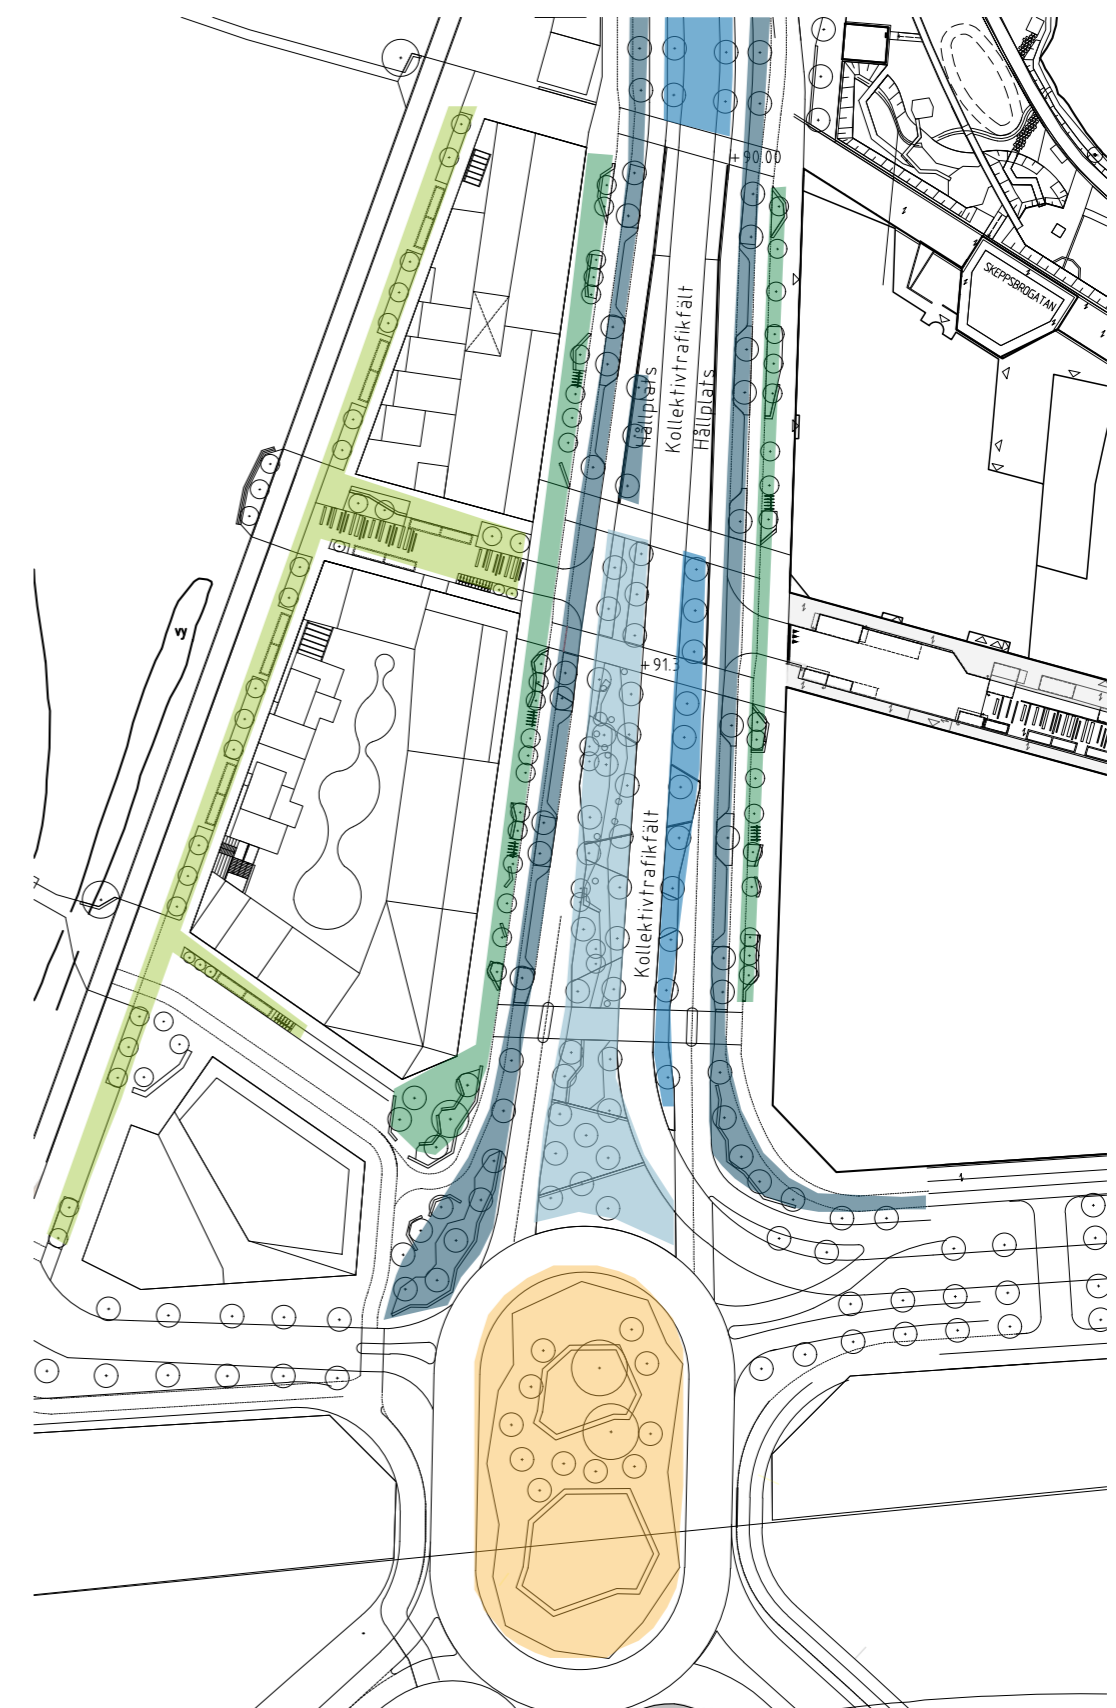 +90.00
SKEPPSBROGATAN
Hållplats
Kollektivtrafikfält
Hållplats
vy
+91.3
Kollektivtrafikfält